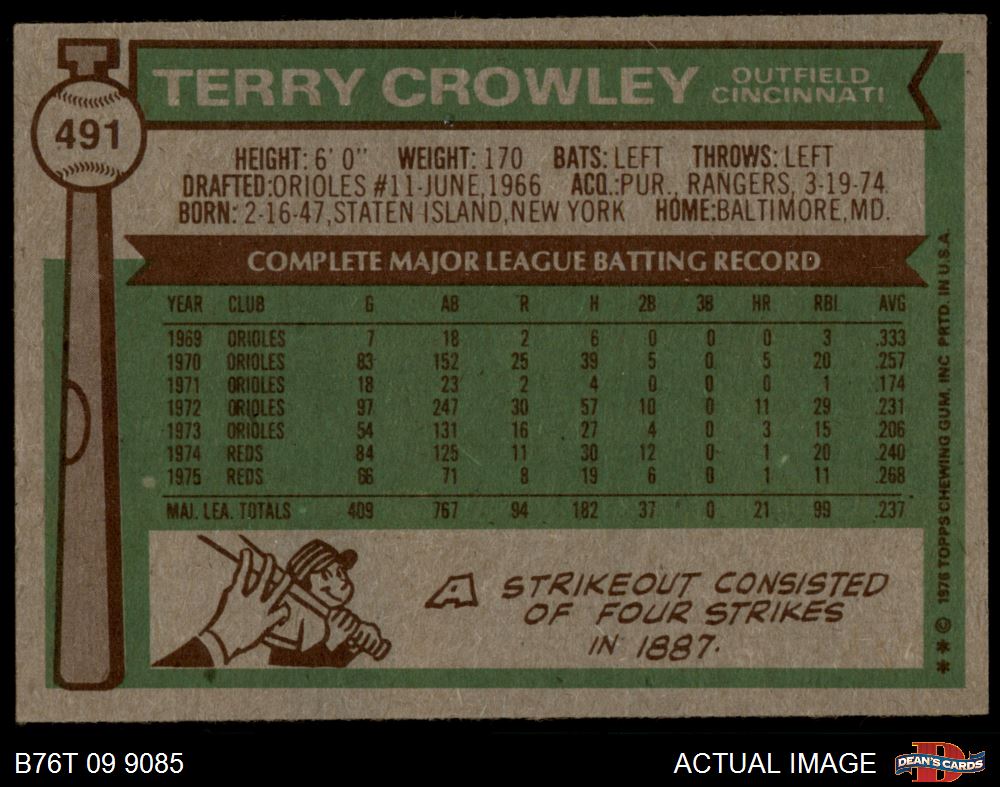 TERRY CROWLEY
OUTFIELD
CINCINNATI
491
HEIGHT: 6' 0" WEIGHT: 170 BATS: LEFT THROWS: LEFT
DRAFTED:ORIOLES #11-JUNE,1966 ACQ.:PUR., RANGERS, 3-19-74
BORN: 2-16-47,STATEN ISLAND,NEW YORK HOME:BALTIMORE,MD.
COMPLETE MAJOR LEAGUE BATTING RECORD
YEAR CLUB G AB R H 2B 3B HR RBI AVG
1969 ORIOLES 7 18 2 6 0 0 0 3 .333
1970 ORIOLES 83 152 25 39 5 0 5 20 .257
1971 ORIOLES 18 23 2 4 0 0 0 1 .174
1972 ORIOLES 97 247 30 57 10 0 11 29 .231
1973 ORIOLES 54 131 16 27 4 0 3 15 .206
1974 REDS 84 125 11 30 12 0 1 20 .240
1975 REDS 66 71 8 19 6 0 1 11 .268
MAJ. LEA. TOTALS 409 767 94 182 37 0 21 99 .237
A STRIKEOUT CONSISTED
OF FOUR STRIKES
IN 1887.
* * © 1976 TOPPS CHEWING GUM, INC PRTD. IN U.S.A.
B76T 09 9085
ACTUAL IMAGE
DEAN'S CARDS